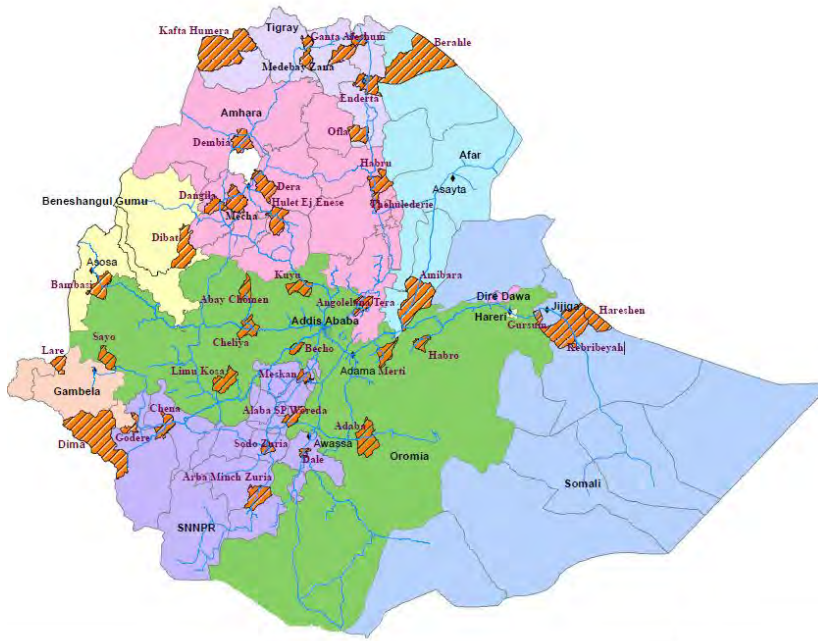 Kafta Humera
Tigray
Ganta Afeshum
Berahle
Medebay Zana
Enderta
Amhara
Ofla
Dembia
Afar
Habru
Asayta
Dera
Dangila
Beneshangul Gumu
Thehulederie
Hulet Ej Enese
Mecha
Dibati
Asosa
Bambasi
Kuyu
Amibara
Abay Chomen
Angolelana Tera
Dire Dawa
Hareshen
Jijiga
Hareri
Gursum
Addis Ababa
Sayo
Cheliya
Becho
Habro
Kebribeyah
Lare
Adama
Merti
Limu Kosa
Meskan
Gambela
Chena
Alaba SP Wereda
Adaba
Godere
Dima
Sodo Zuria
Awassa
Dale
Oromia
Arba Minch Zuria
Somali
SNNPR